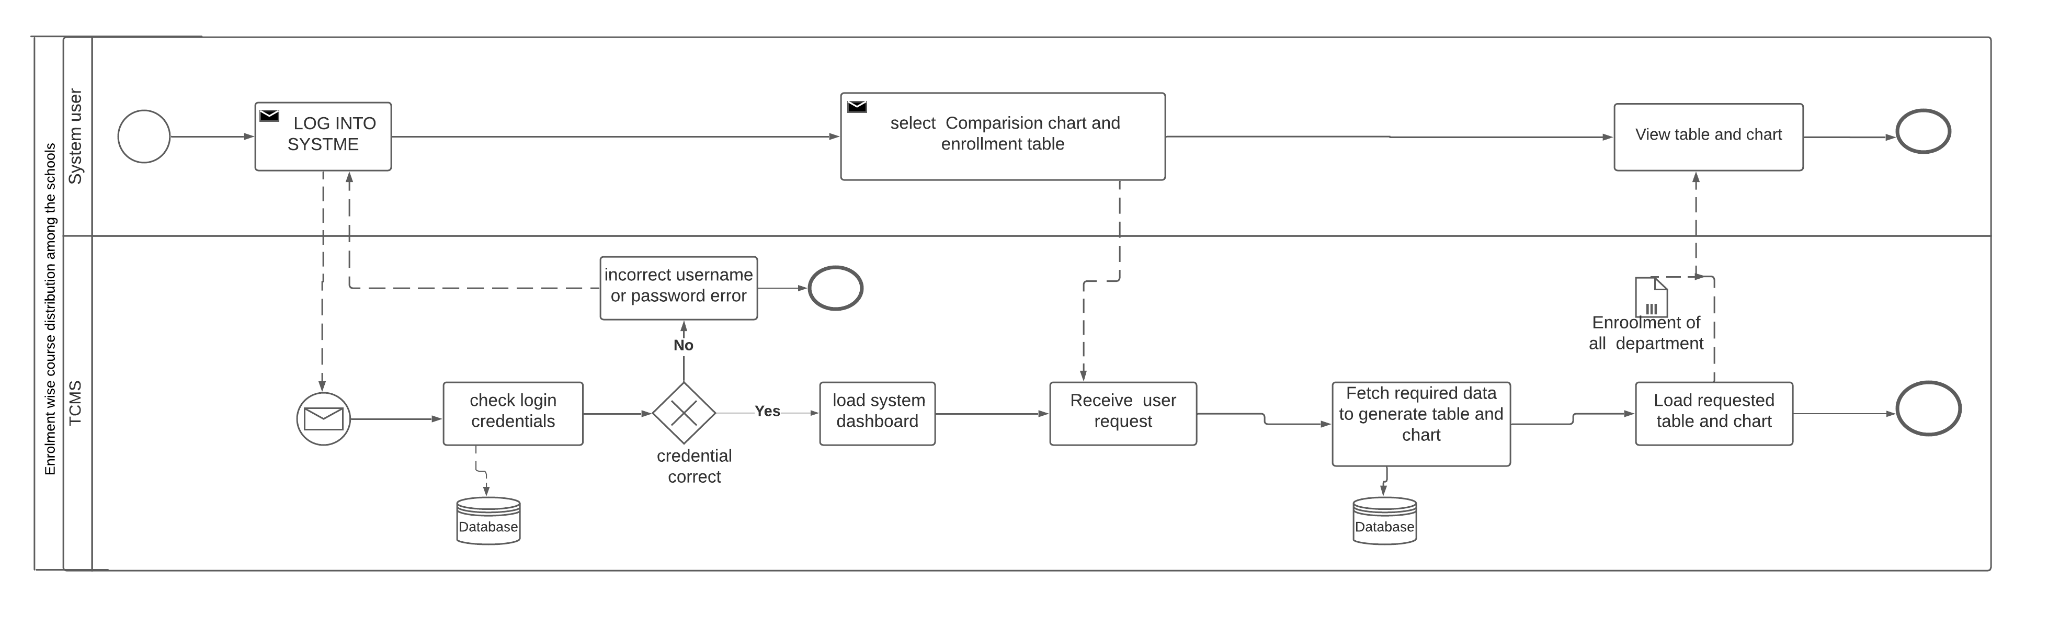 Enrolment wise course distribution among the schools
System user
LOG INTO
SYSTME
select Comparision chart and
enrollment table
View table and chart
TCMS
incorrect username
or password error
No
check login
credentials
Database
credential
correct
Yes
load system
dashboard
Receive user
request
Fetch required data
to generate table and
chart
Database
Enroolment of
all department
Load requested
table and chart